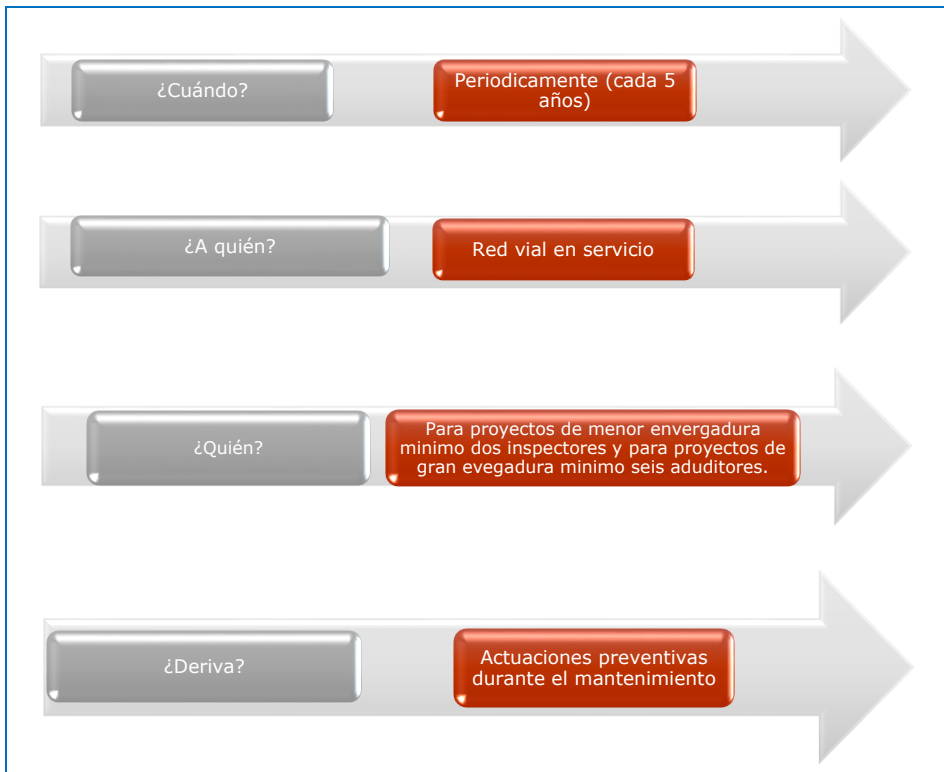 ¿Cuándo?
Periodicamente (cada 5
años)
¿A quién?
Red vial en servicio
¿Quién?
Para proyectos de menor envergadura
minimo dos inspectores y para proyectos de
gran evegadura minimo seis aduditores.
¿Deriva?
Actuaciones preventivas
durante el mantenimiento